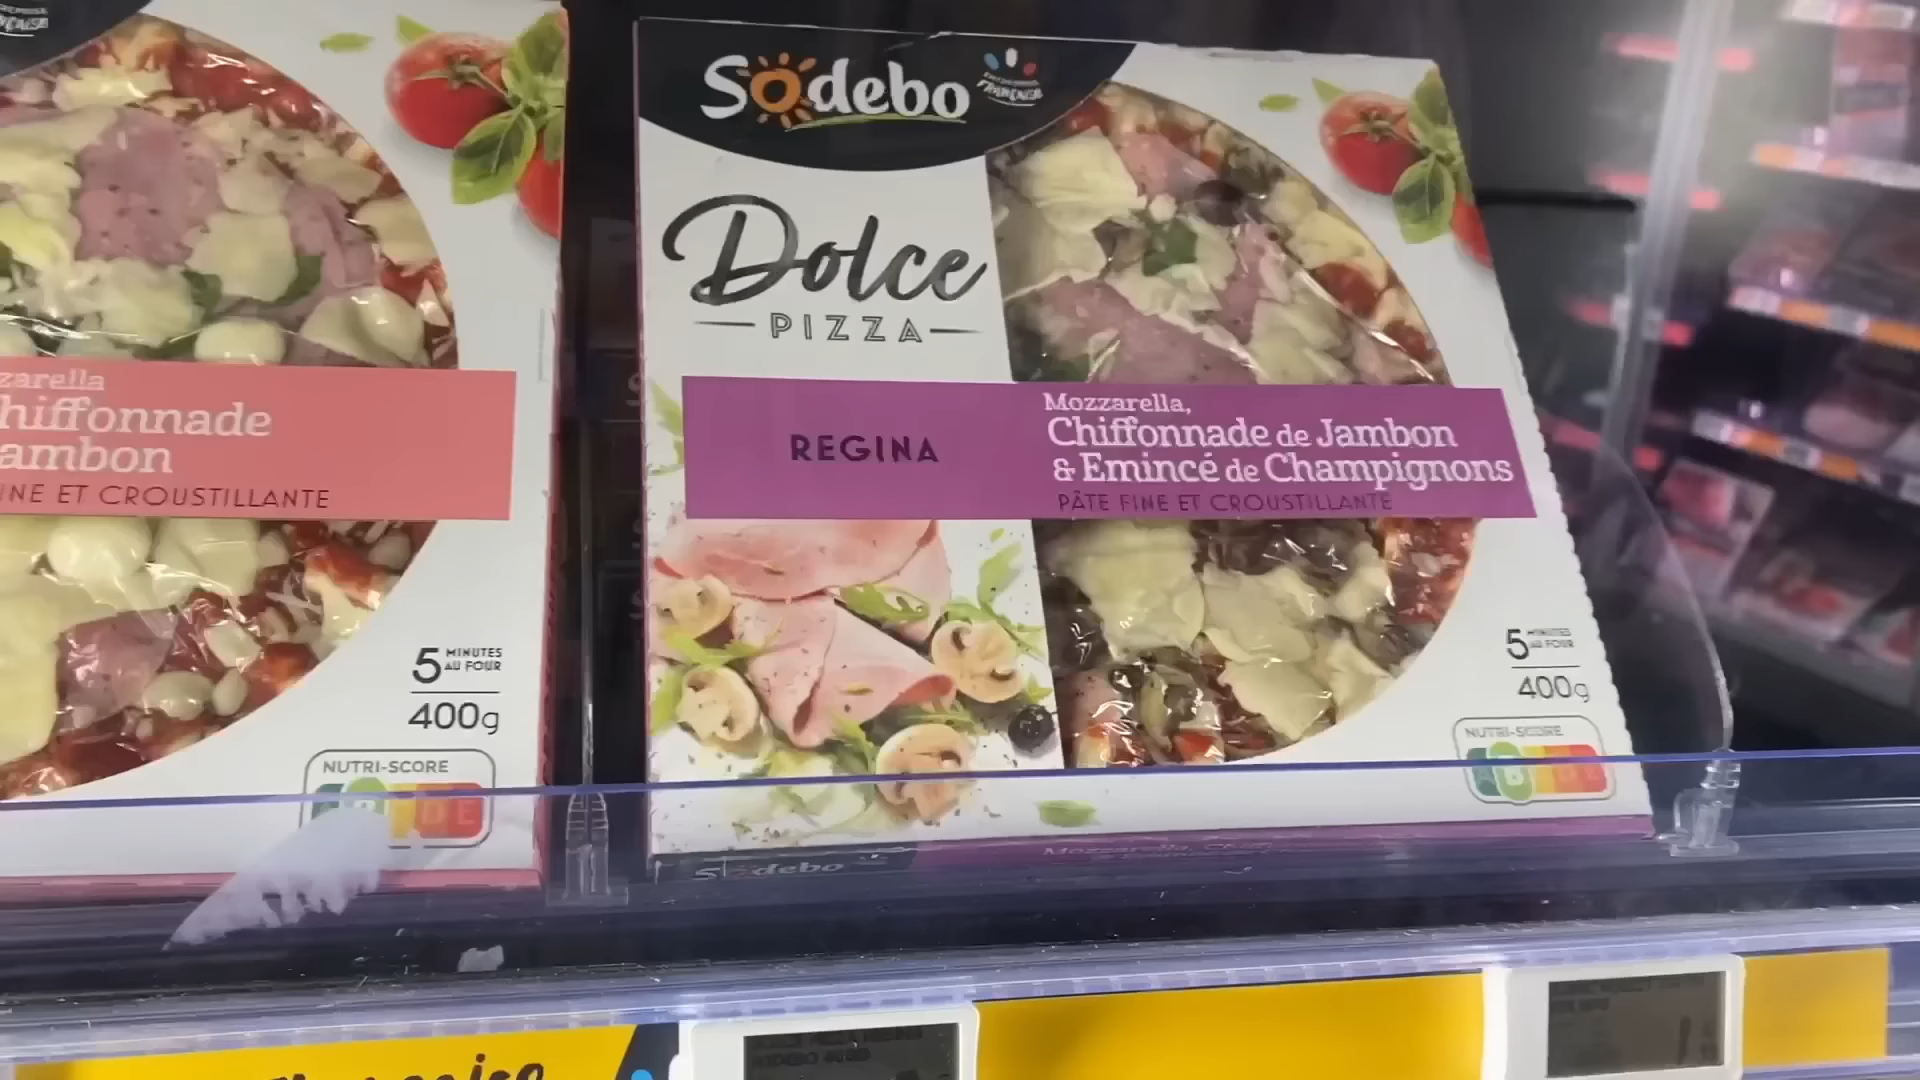 zarella
hiffonnade
ambon
INE ET CROUSTILLANTE
5 MINUTES
AU FOUR
400g
NUTRI-SCORE
B D E
Sodebo
FRANÇAISE
Dolce
PIZZA
REGINA
Mozzarella,
Chiffonnade de Jambon
& Emincé de Champignons
PÂTE FINE ET CROUSTILLANTE
5 MINUTES
AU FOUR
400g
NUTRI-SCORE
B
Sodebo